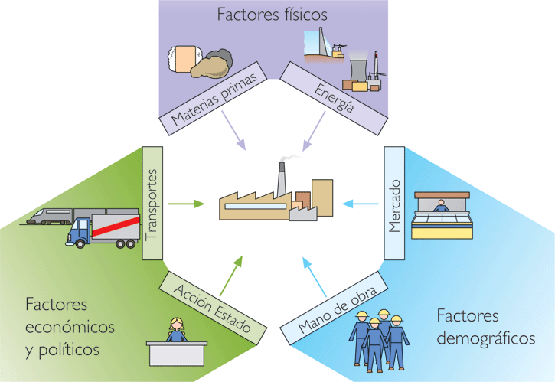 Factores físicos
Materias primas
Energía
Transportes
Mercado
Acción Estado
Mano de obra
Factores
económicos
y políticos
Factores
demográficos